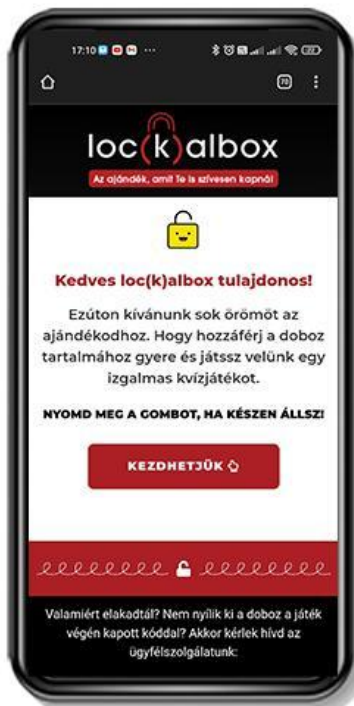 17:10
22
70
loc(k)albox
Az ajándék, amit Te is szívesen kapnál
Kedves loc(k)albox tulajdonos!
Ezúton kívánunk sok örömöt az
ajándékodhoz. Hogy hozzáférj a doboz
tartalmához gyere és játssz velünk egy
izgalmas kvízjátékot.
NYOMD MEG A GOMBOT, HA KÉSZEN ÁLLSZ!
KEZDHETJÜK
Valamiért elakadtál? Nem nyílik ki a doboz a játék
végén kapott kóddal? Akkor kérlek hívd az
ügyfélszolgálatunk: